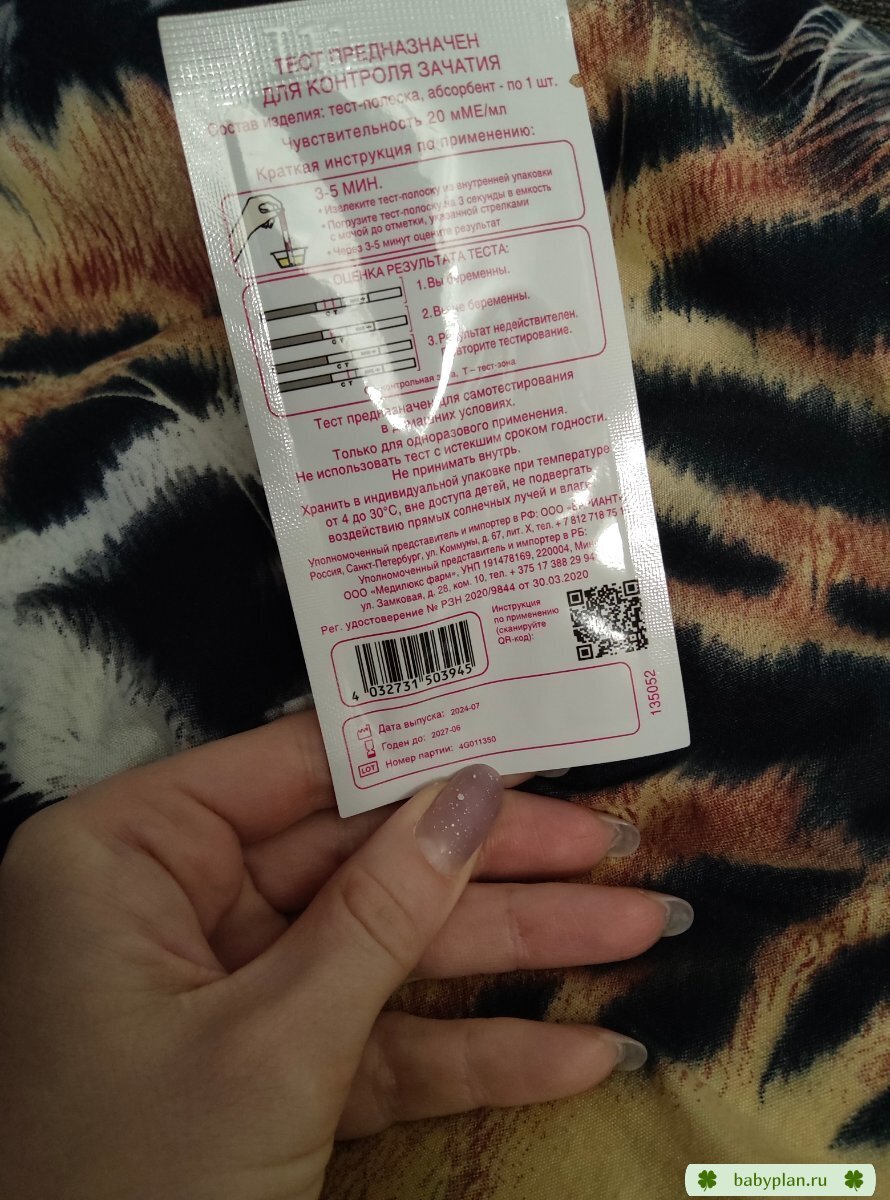 ТЕСТ ПРЕДНАЗНАЧЕН
ДЛЯ КОНТРОЛЯ ЗАЧАТИЯ
Состав изделия: тест-полоска, абсорбент - по 1 шт.
Чувствительность 20 мМЕ/мл
Краткая инструкция по применению:
3-5 МИН.
• Извлеките тест-полоску из внутренней упаковки
• Погрузите тест-полоску на 3 секунды в емкость
с мочой до отметки, указанной стрелками
• Через 3-5 минут оцените результат
ОЦЕНКА РЕЗУЛЬТАТА ТЕСТА:
1. Вы беременны.
C T
2. Вы не беременны.
C T
3. Результат недействителен.
Повторите тестирование.
C T
контрольная зона, T – тест-зона
Тест предназначен для самотестирования
в домашних условиях.
Только для одноразового применения.
Не использовать тест с истекшим сроком годности.
Не принимать внутрь.
Хранить в индивидуальной упаковке при температуре
от 4 до 30°C, вне доступа детей, не подвергать
воздействию прямых солнечных лучей и влаги.
Уполномоченный представитель и импортер в РФ: ООО
Россия, Санкт-Петербург, ул. Коммуны, д. 67, лит. Х, тел. + 7 812 718 75
Уполномоченный представитель и импортер в РБ:
ООО «Медилюкс фарм», УНП 191478169, 220004,
ул. Замковая, д. 28, ком. 10, тел. + 375 17 388 29 94
Рег. удостоверение № РЗН 2020/9844 от 30.03.2020
Инструкция
по применению
(сканируйте
QR-код):
4 032731 503945
135052
Дата выпуска: 2024-07
Годен до: 2027-06
LOT Номер партии: 4G011350
babyplan.ru